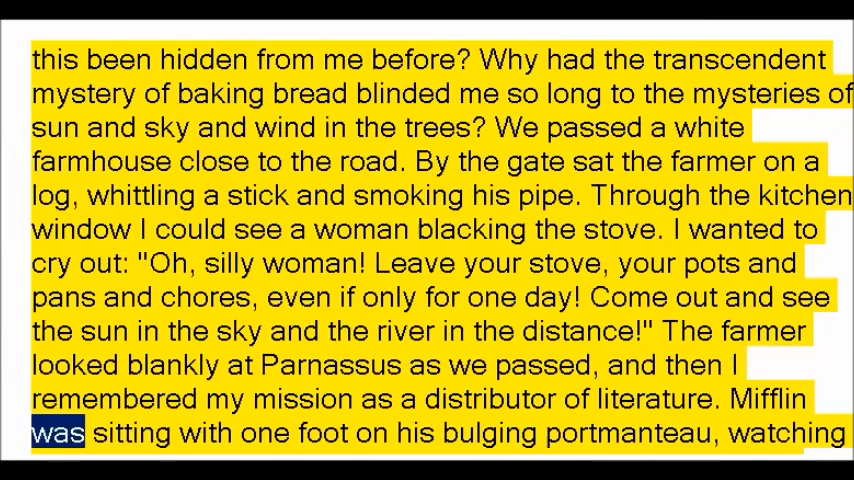 this been hidden from me before? Why had the transcendent
mystery of baking bread blinded me so long to the mysteries of
sun and sky and wind in the trees? We passed a white
farmhouse close to the road. By the gate sat the farmer on a
log, whittling a stick and smoking his pipe. Through the kitchen
window I could see a woman blacking the stove. I wanted to
cry out: "Oh, silly woman! Leave your stove, your pots and
pans and chores, even if only for one day! Come out and see
the sun in the sky and the river in the distance!" The farmer
looked blankly at Parnassus as we passed, and then I
remembered my mission as a distributor of literature. Mifflin
was sitting with one foot on his bulging portmanteau, watching